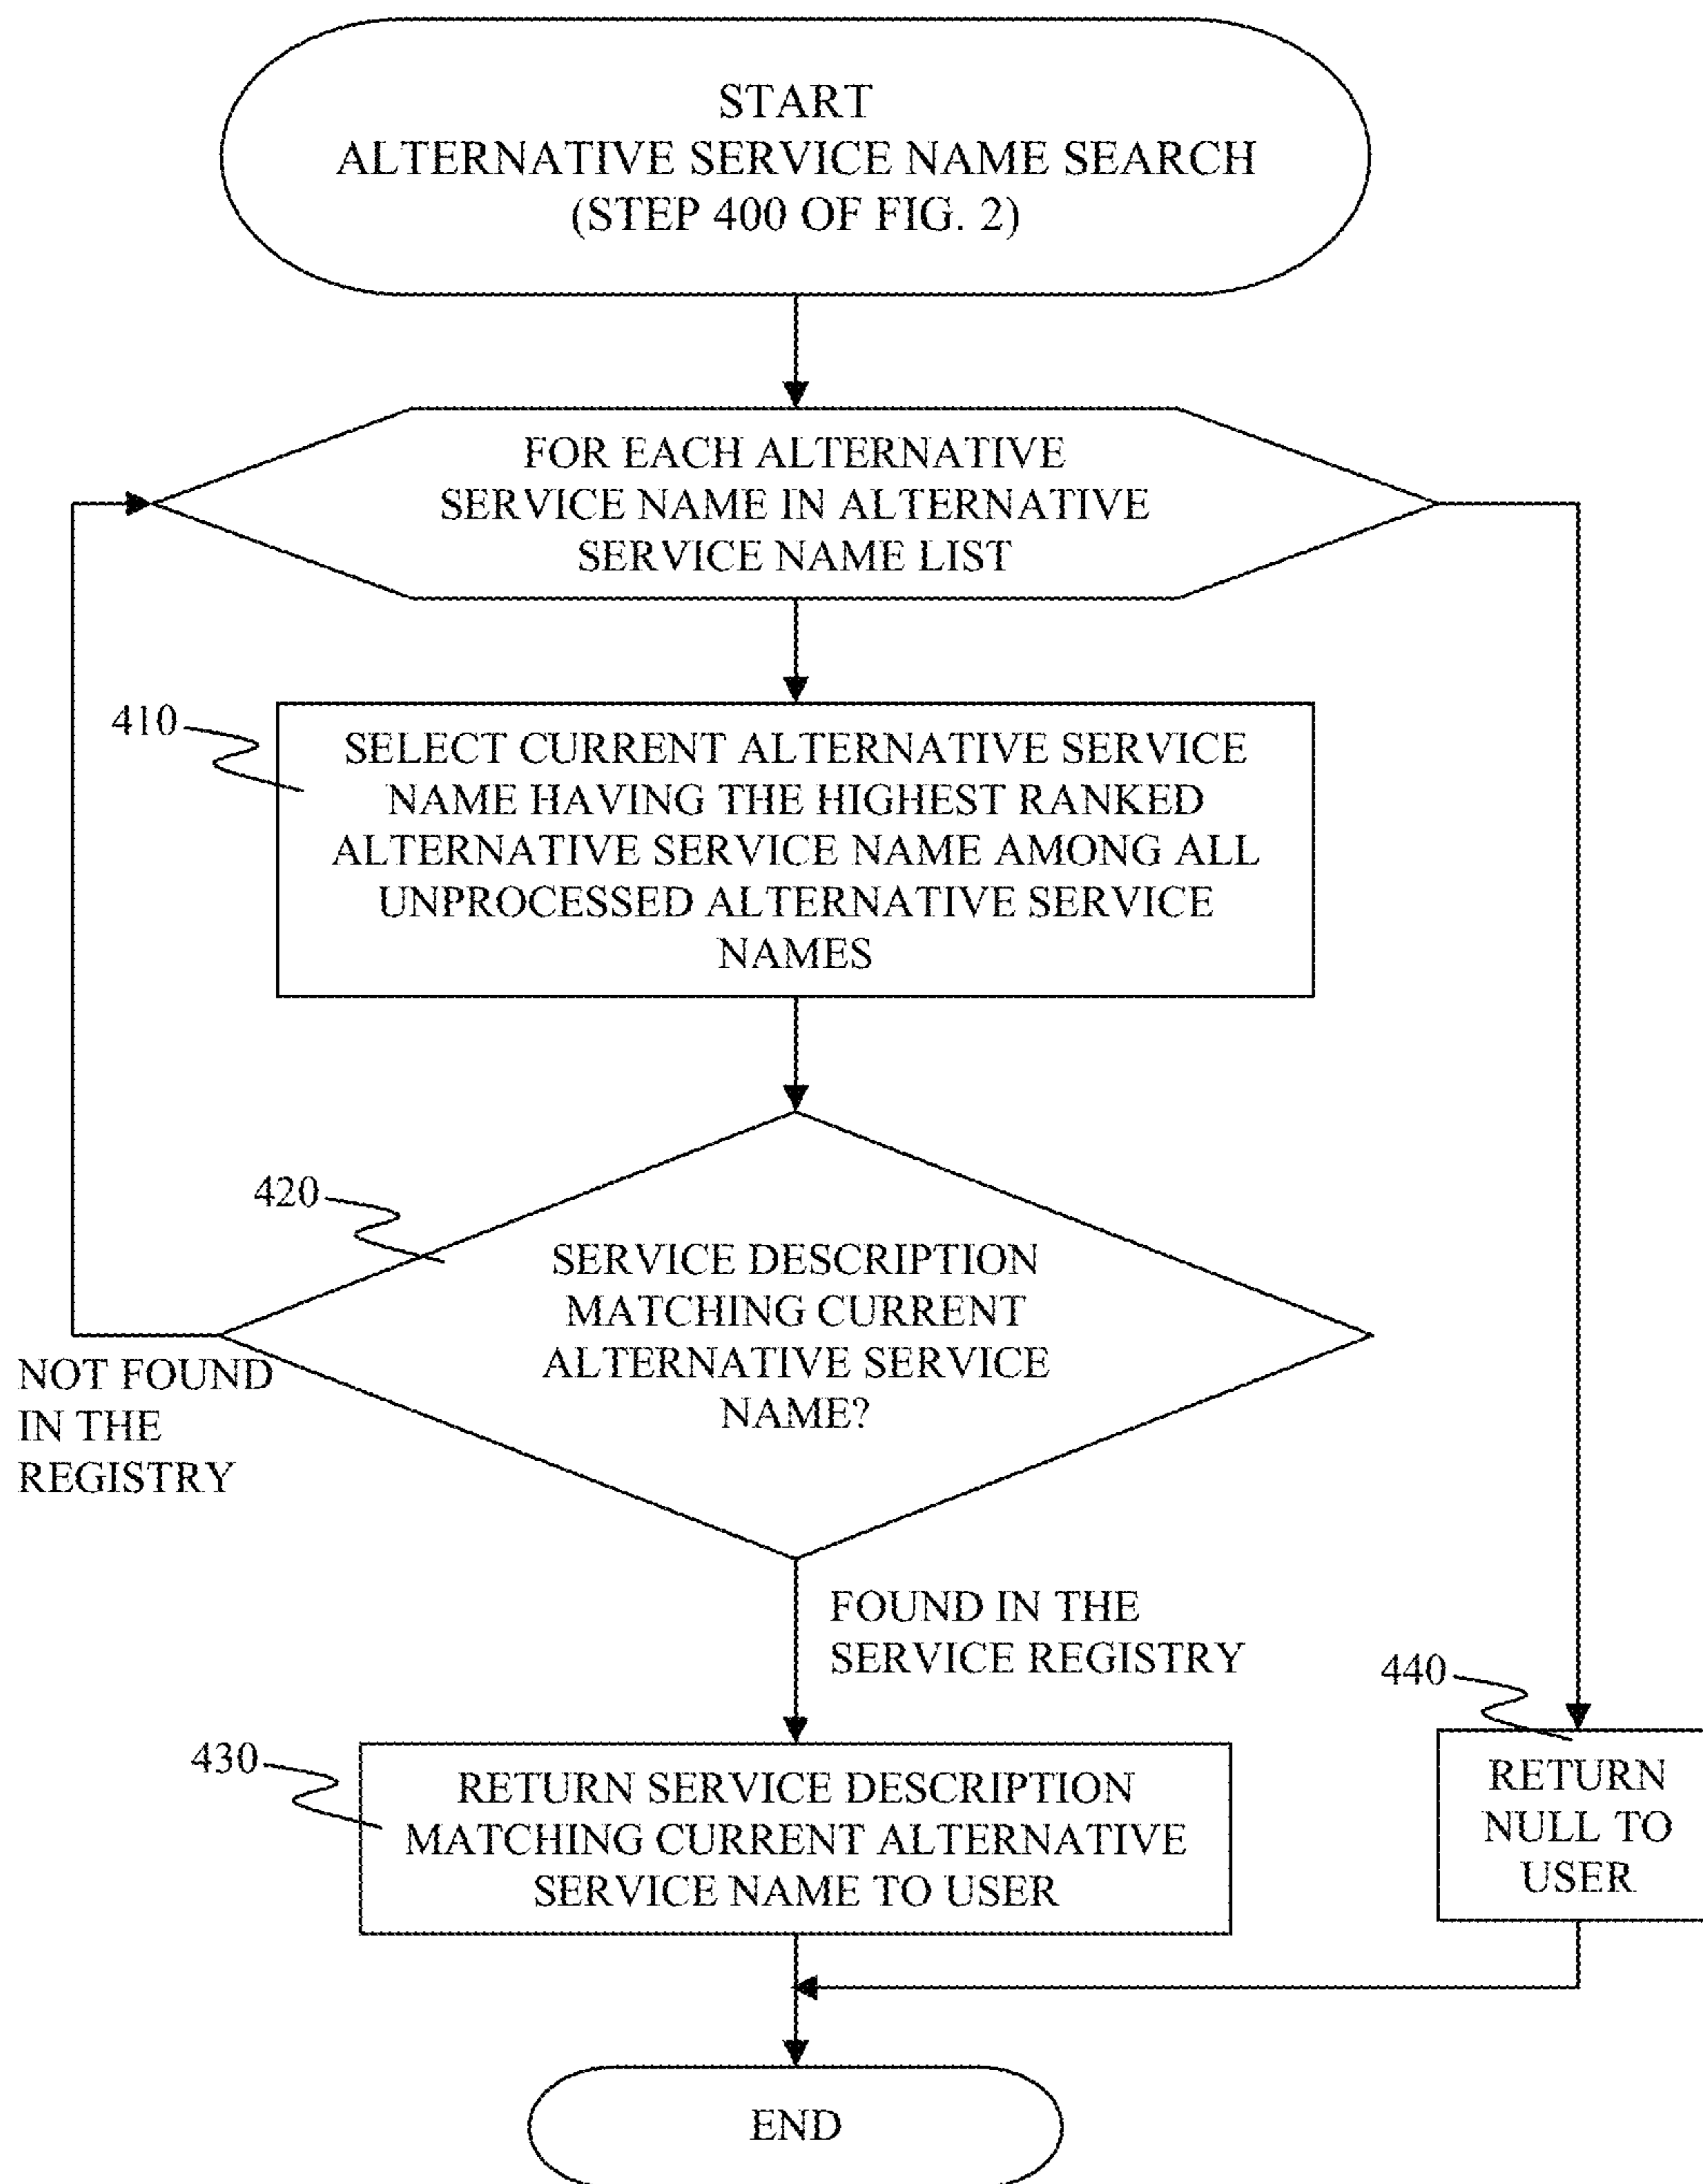 START
ALTERNATIVE SERVICE NAME SEARCH
(STEP 400 OF FIG. 2)
FOR EACH ALTERNATIVE
SERVICE NAME IN ALTERNATIVE
SERVICE NAME LIST
410
SELECT CURRENT ALTERNATIVE SERVICE
NAME HAVING THE HIGHEST RANKED
ALTERNATIVE SERVICE NAME AMONG ALL
UNPROCESSED ALTERNATIVE SERVICE
NAMES
420
SERVICE DESCRIPTION
MATCHING CURRENT
ALTERNATIVE SERVICE
NAME?
NOT FOUND
IN THE
REGISTRY
FOUND IN THE
SERVICE REGISTRY
430
RETURN SERVICE DESCRIPTION
MATCHING CURRENT ALTERNATIVE
SERVICE NAME TO USER
440
RETURN
NULL TO
USER
END